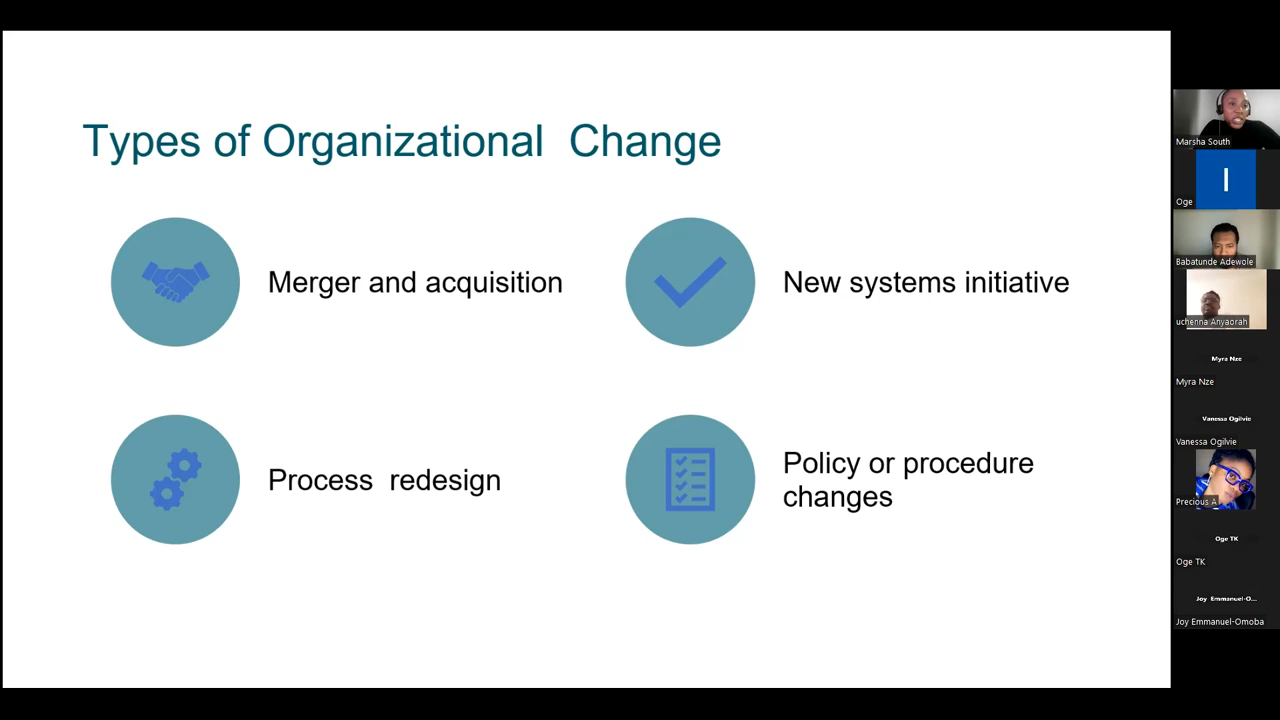 Types of Organizational  Change
Merger and acquisition
New systems initiative
Process  redesign
Policy or procedure
changes
Marsha South
I
Oge
Babatunde Adewole
uchenna Anyaorah
Myra Nze
Myra Nze
Vanessa Ogilvie
Vanessa Ogilvie
Precious A
Oge TK
Oge TK
Joy Emmanuel-O...
Joy Emmanuel-Omoba